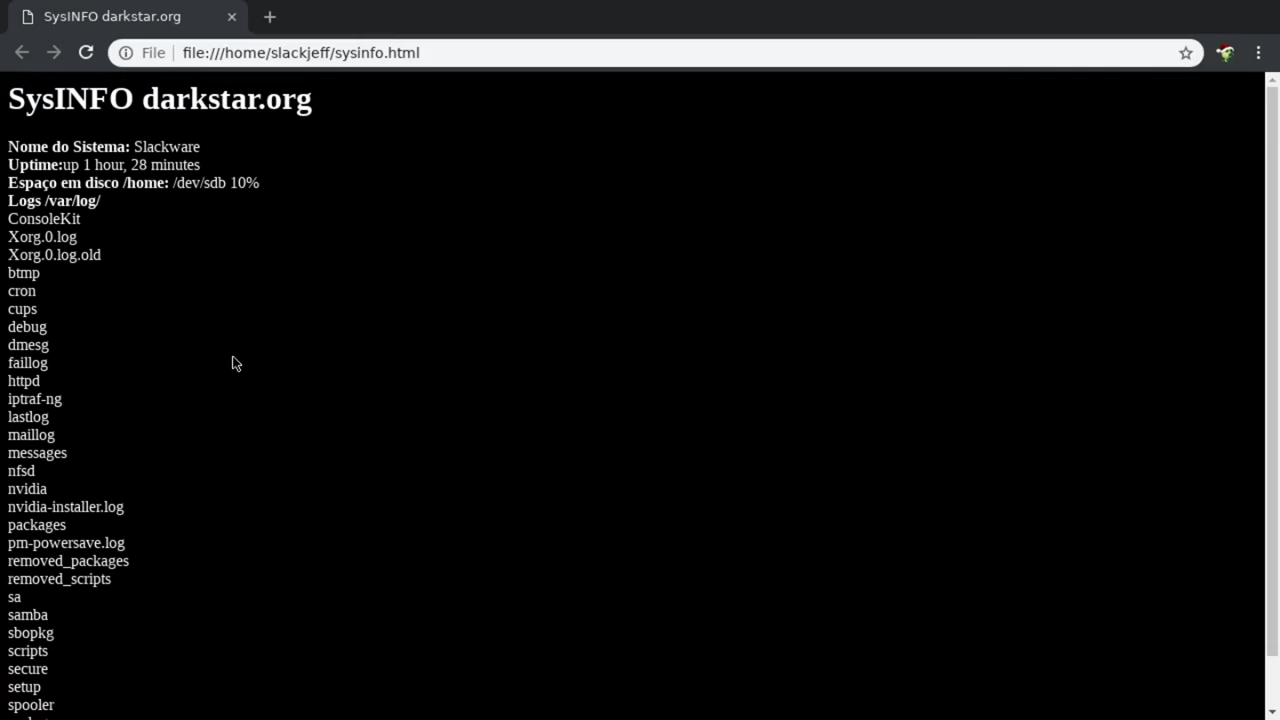 SysINFO darkstar.org
File
file:///home/slackjeff/sysinfo.html
SysINFO darkstar.org
Nome do Sistema: Slackware
Uptime:up 1 hour, 28 minutes
Espaço em disco /home: /dev/sdb 10%
Logs /var/log/
ConsoleKit
Xorg.0.log
Xorg.0.log.old
btmp
cron
cups
debug
dmesg
faillog
httpd
iptraf-ng
lastlog
maillog
messages
nfsd
nvidia
nvidia-installer.log
packages
pm-powersave.log
removed_packages
removed_scripts
sa
samba
sbopkg
scripts
secure
setup
spooler